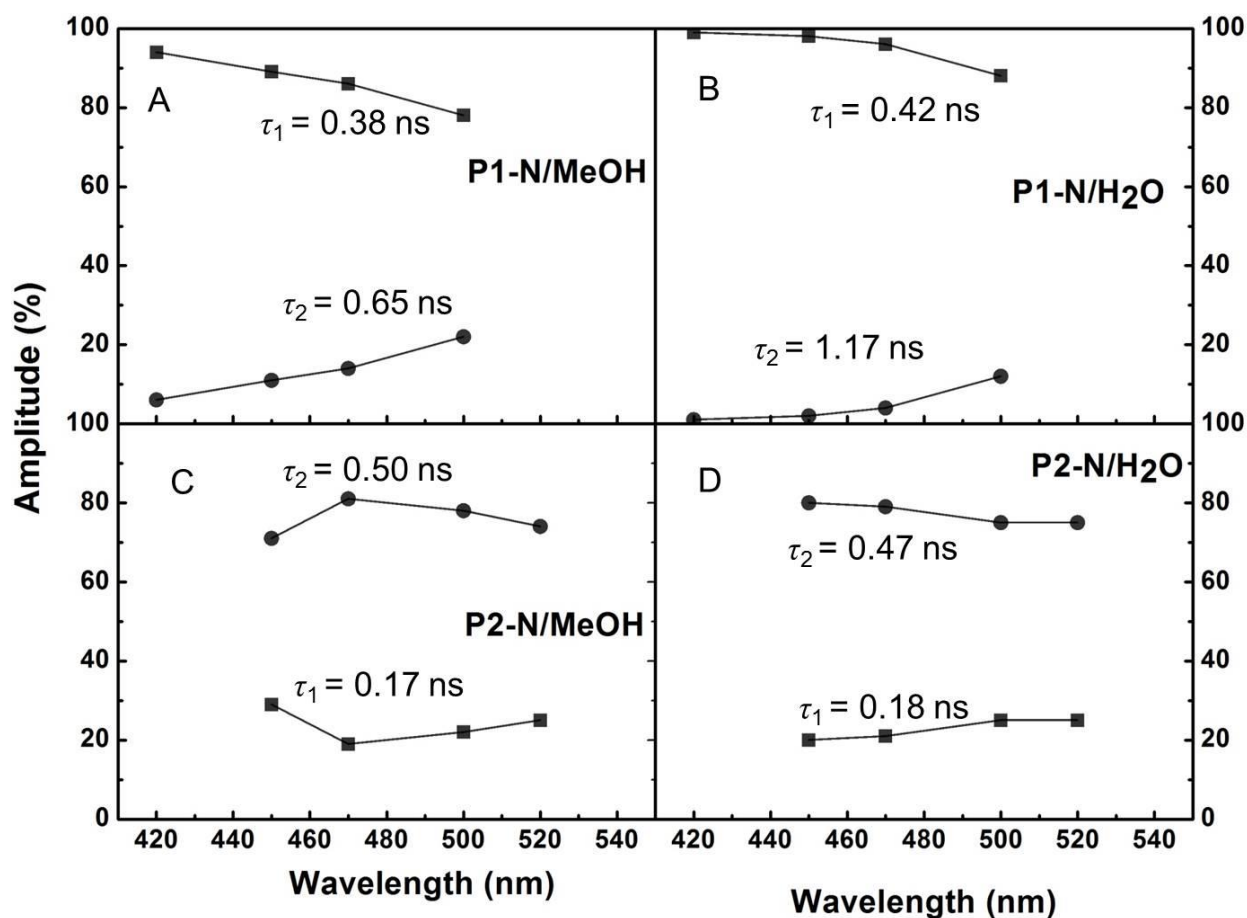 100
80
60
40
20
100
80
60
40
20
0
Amplitude (%)
A
τ1 = 0.38 ns
P1-N/MeOH
τ2 = 0.65 ns
B
τ1 = 0.42 ns
P1-N/H2O
τ2 = 1.17 ns
100
80
60
40
20
100
80
60
40
20
0
C
τ2 = 0.50 ns
P2-N/MeOH
τ1 = 0.17 ns
D
P2-N/H2O
τ2 = 0.47 ns
τ1 = 0.18 ns
420 440 460 480 500 520 540
420 440 460 480 500 520 540
Wavelength (nm)
Wavelength (nm)